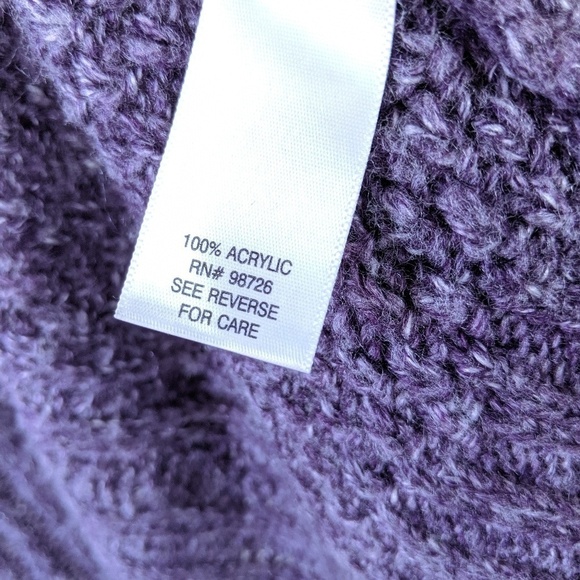 100% ACRYLIC
RN# 98726
SEE REVERSE
FOR CARE